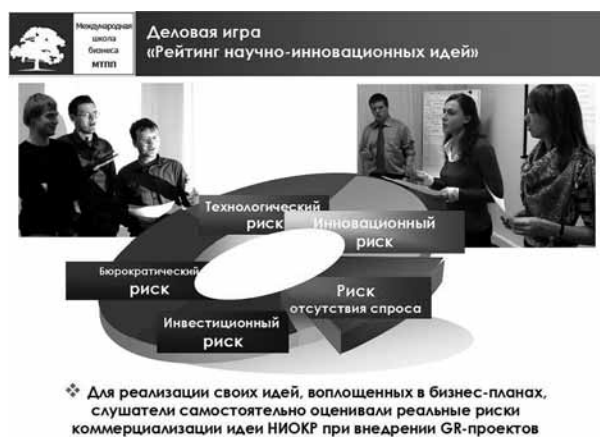 Международная
школа
бизнеса
МТПП
Деловая игра
«Рейтинг научно-инновационных идей»
Технологический
риск
Инновационный
риск
Бюрократический
риск
Риск
отсутствия спроса
Инвестиционный
риск
❖ Для реализации своих идей, воплощенных в бизнес-планах,
слушатели самостоятельно оценивали реальные риски
коммерциализации идеи НИОКР при внедрении GR-проектов